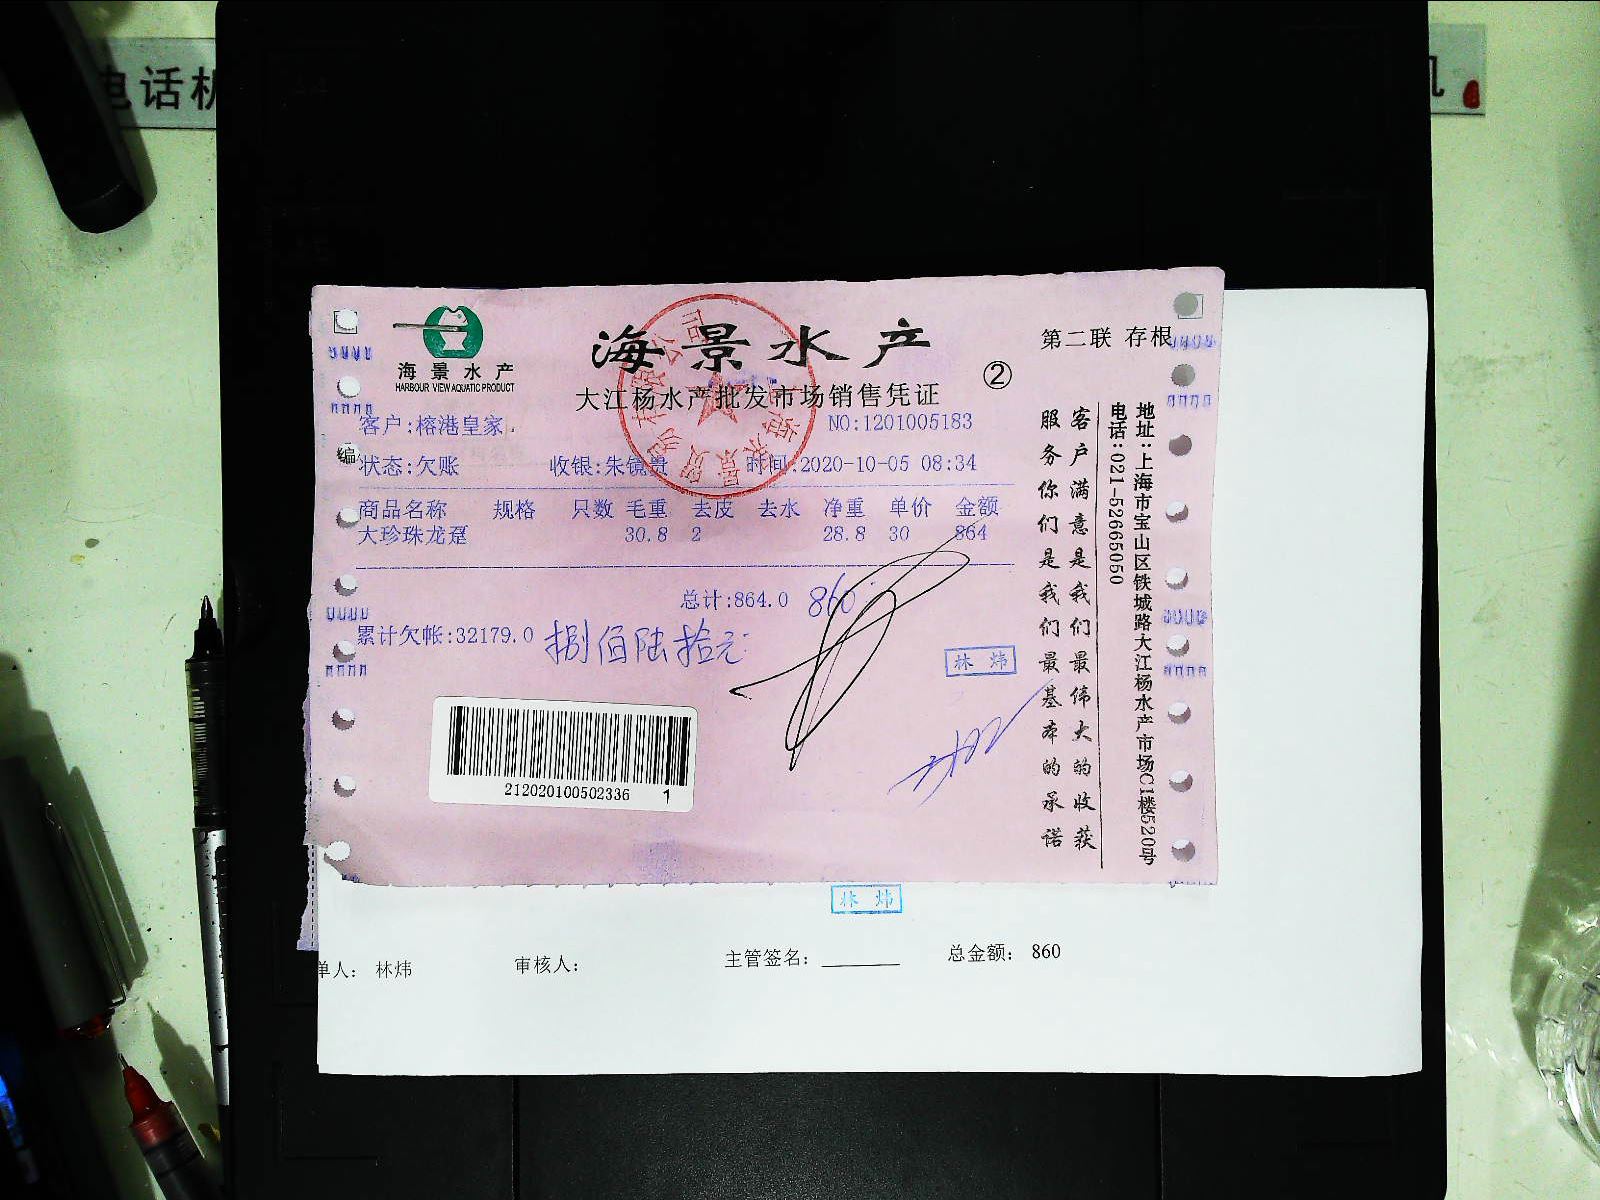 电话机
机
海景水产
HARBOUR VIEW AQUATIC PRODUCT
海景水产
大江杨水产批发市场销售凭证
②
第二联 存根
客户:榕港皇家.
NO:1201005183
编
状态:欠账 收银:朱镜贵 时间:2020-10-05 08:34
商品名称 规格 只数 毛重 去皮 去水 净重 单价 金额
大珍珠龙趸 30.8 2 28.8 30 864
总计:864.0 860
累计欠帐:32179.0 捌佰陆拾元
林炜
212020100502336 1
客户满意是我们最伟大的收获
服务你们是我们最基本的承诺
地址:上海市宝山区铁城路大江杨水产市场C1楼520号
电话:021-52665050
林炜
单人: 林炜 审核人: 主管签名: 总金额: 860